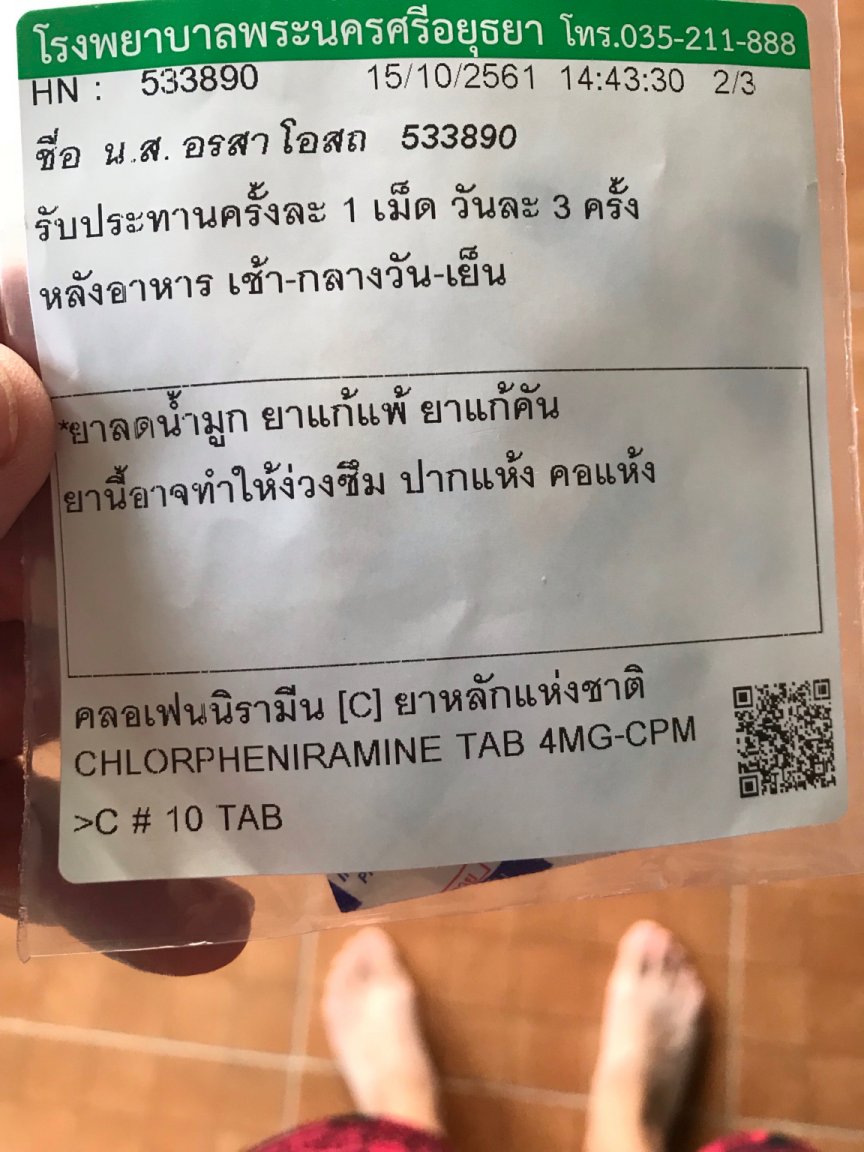 โรงพยาบาลพระนครศรีอยุธยา โทร.035-211-888
HN : 533890 15/10/2561 14:43:30 2/3
ชื่อ น.ส. อรสา โอสถ 533890
รับประทานครั้งละ 1 เม็ด วันละ 3 ครั้ง
หลังอาหาร เช้า-กลางวัน-เย็น
*ยาลดน้ำมูก ยาแก้แพ้ ยาแก้คัน
ยานี้อาจทำให้ง่วงซึม ปากแห้ง คอแห้ง
คลอเฟนนิรามีน [C] ยาหลักแห่งชาติ
CHLORPHENIRAMINE TAB 4MG-CPM
>C # 10 TAB